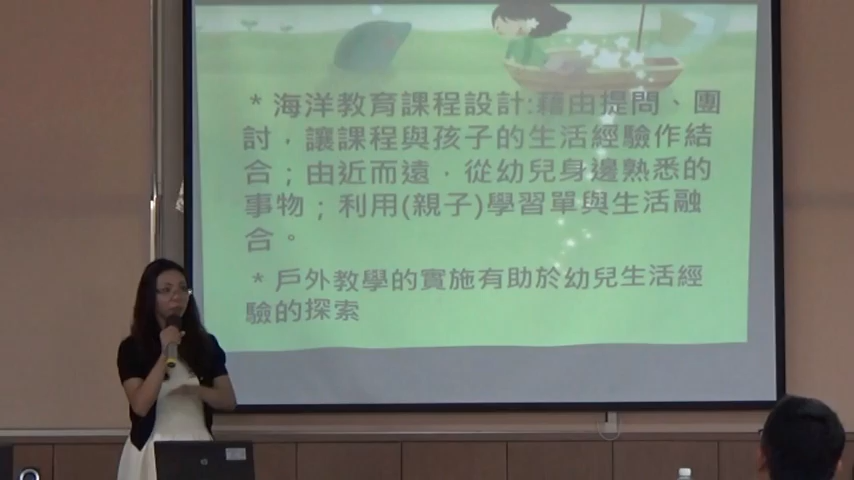 * 海洋教育課程設計:藉由提問、團
討，讓課程與孩子的生活經驗作結
合；由近而遠，從幼兒身邊熟悉的
事物；利用(親子)學習單與生活融
合。
* 戶外教學的實施有助於幼兒生活經
驗的探索